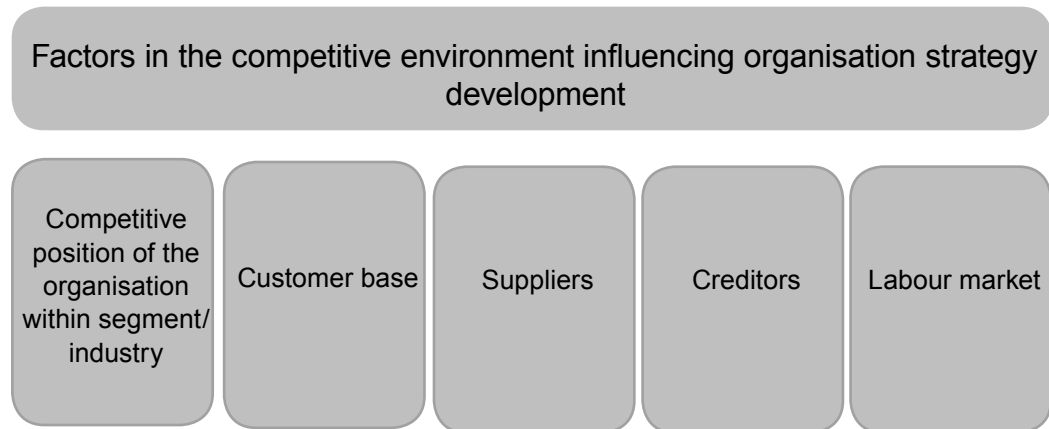 Factors in the competitive environment influencing organisation strategy
development
Competitive
position of the
organisation
within segment/
industry
Customer base
Suppliers
Creditors
Labour market